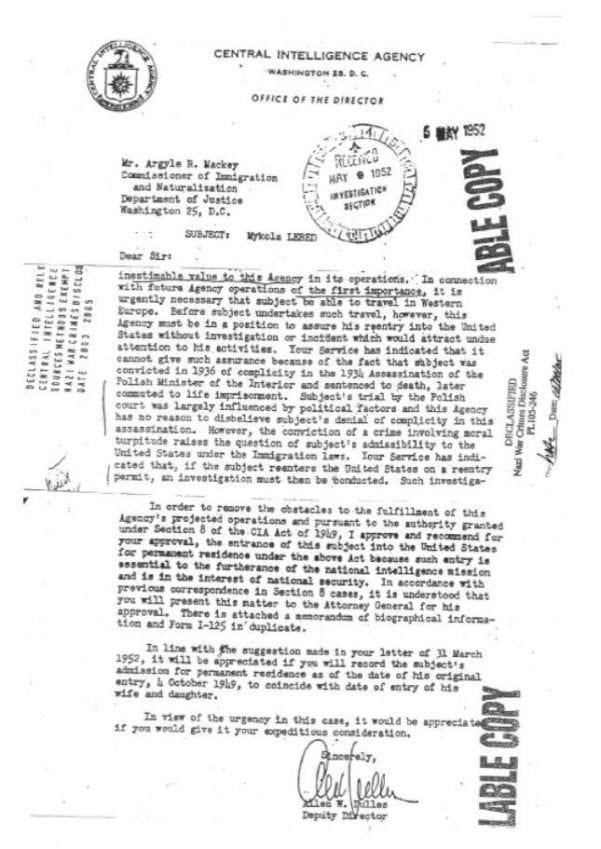 CENTRAL INTELLIGENCE AGENCY
WASHINGTON 25, D. C.
OFFICE OF THE DIRECTOR
5 MAY 1952
RECEIVED
MAY 9 1952
INVESTIGATION
SECTION
Mr. Argyle R. Mackey
Commissioner of Immigration
and Naturalization
Department of Justice
Washington 25, D.C.
SUBJECT: Mykola LEBED
Dear Sir:
inestimable value to this Agency in its operations. In connection
with future Agency operations of the first importance, it is
urgently necessary that subject be able to travel in Western
Europe. Before subject undertakes such travel, however, this
Agency must be in a position to assure his reentry into the United
States without investigation or incident which would attract undue
attention to his activities. Your Service has indicated that it
cannot give such assurance because of the fact that subject was
convicted in 1936 of complicity in the 1934 Assassination of the
Polish Minister of the Interior and sentenced to death, later
commuted to life imprisonment. Subject's trial by the Polish
court was largely influenced by political factors and this Agency
has no reason to disbelieve subject's denial of complicity in this
assassination. However, the conviction of a crime involving moral
turpitude raises the question of subject's admissibility to the
United States under the Immigration laws. Your Service has indi-
cated that, if the subject reenters the United States on a reentry
permit, an investigation must then be conducted. Such investiga-
In order to remove the obstacles to the fulfillment of this
Agency's projected operations and pursuant to the authority granted
under Section 8 of the CIA Act of 1949, I approve and recommend for
your approval, the entrance of this subject into the United States
for permanent residence under the above Act because such entry is
essential to the furtherance of the national intelligence mission
and is in the interest of national security. In accordance with
previous correspondence in Section 8 cases, it is understood that
you will present this matter to the Attorney General for his
approval. There is attached a memorandum of biographical informa-
tion and Form I-125 in duplicate.
In line with the suggestion made in your letter of 31 March
1952, it will be appreciated if you will record the subject's
admission for permanent residence as of the date of his original
entry, 4 October 1949, to coincide with date of entry of his
wife and daughter.
In view of the urgency in this case, it would be appreciated
if you would give it your expeditious consideration.
Sincerely,
Allen W. Dulles
Deputy Director
DECLASSIFIED AND RELE
CENTRAL INTELLIGENCE
SOURCES METHODS EXEMPT
NAZI WAR CRIMES DISCLOS
DATE 2003 2005
ABLE COPY
DECLASSIFIED
Nazi War Crimes Disclosure Act
PL 105-246
Date:
LABLE COPY